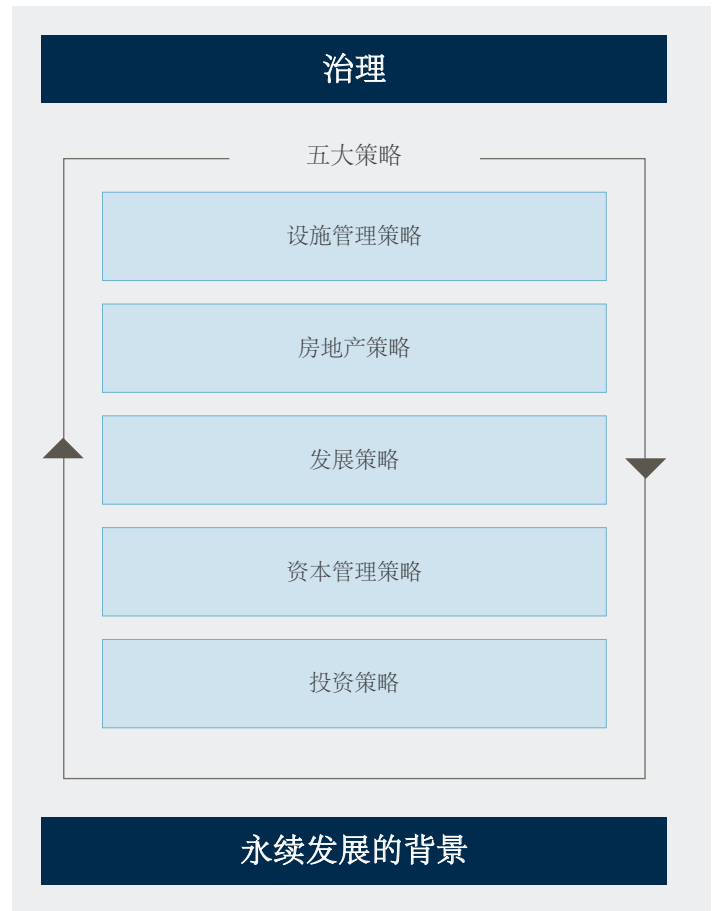 治理
五大策略
设施管理策略
房地产策略
发展策略
资本管理策略
投资策略
永续发展的背景